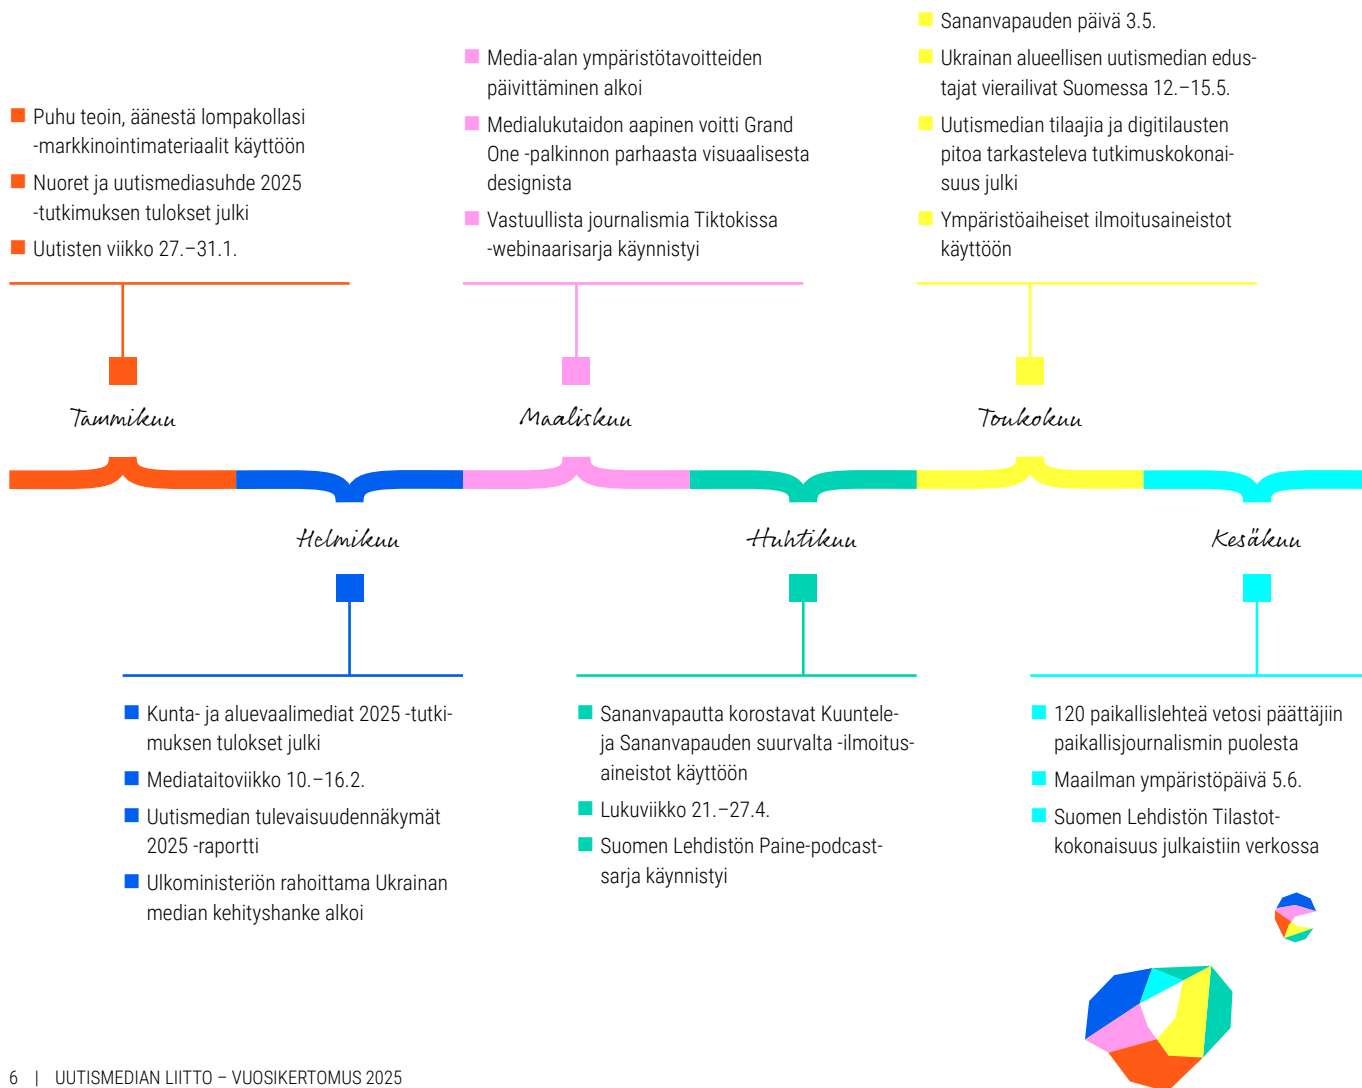 Puhu teoin, äänestä lompakollasi
-markkinointimateriaalit käyttöön
Nuoret ja uutismediasuhde 2025
-tutkimuksen tulokset julki
Uutisten viikko 27.–31.1.
Tammikuu
Helmikuu
Kunta- ja aluevaalimediat 2025 -tutki-
muksen tulokset julki
Mediataitoviikko 10.–16.2.
Uutismedian tulevaisuudennäkymät
2025 -raportti
Ulkoministeriön rahoittama Ukrainan
median kehityshanke alkoi
Media-alan ympäristötavoitteiden
päivittäminen alkoi
Medialukutaidon aapinen voitti Grand
One -palkinnon parhaasta visuaalisesta
designista
Vastuullista journalismia Tiktokissa
-webinaarisarja käynnistyi
Maaliskuu
Huhtikuu
Sananvapautta korostavat Kuuntele-
ja Sananvapauden suurvalta -ilmoitus-
aineistot käyttöön
Lukuviikko 21.–27.4.
Suomen Lehdistön Paine-podcast-
sarja käynnistyi
Sananvapauden päivä 3.5.
Ukrainan alueellisen uutismedian edus-
tajat vierailivat Suomessa 12.–15.5.
Uutismedian tilaajia ja digitilausten
pitoa tarkasteleva tutkimuskokonai-
suus julki
Ympäristöaiheiset ilmoitusaineistot
käyttöön
Toukokuu
Kesäkuu
120 paikallislehteä vetosi päättäjiin
paikallisjournalismin puolesta
Maailman ympäristöpäivä 5.6.
Suomen Lehdistön Tilastot-
kokonaisuus julkaistiin verkossa
6 | UUTISMEDIAN LIITTO – VUOSIKERTOMUS 2025